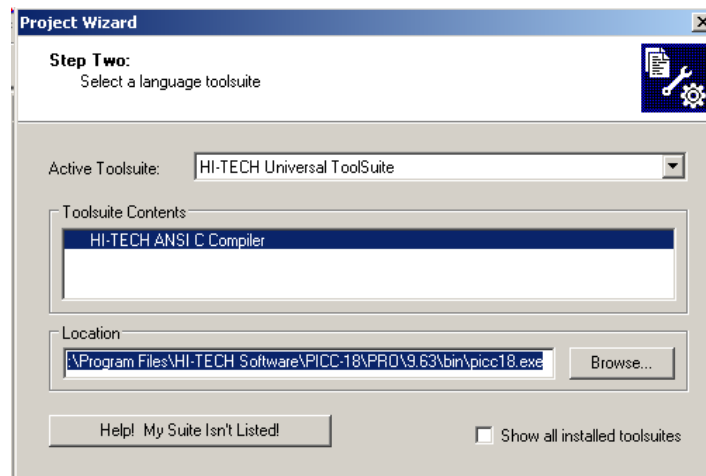 Project Wizard
Step Two:
Select a language toolsuite
Active Toolsuite:
HI-TECH Universal ToolSuite
Toolsuite Contents
HI-TECH ANSI C Compiler
Location
:\Program Files\HI-TECH Software\PICC-18\PRO\9.63\bin\picc18.exe
Browse...
Help! My Suite Isn't Listed!
Show all installed toolsuites